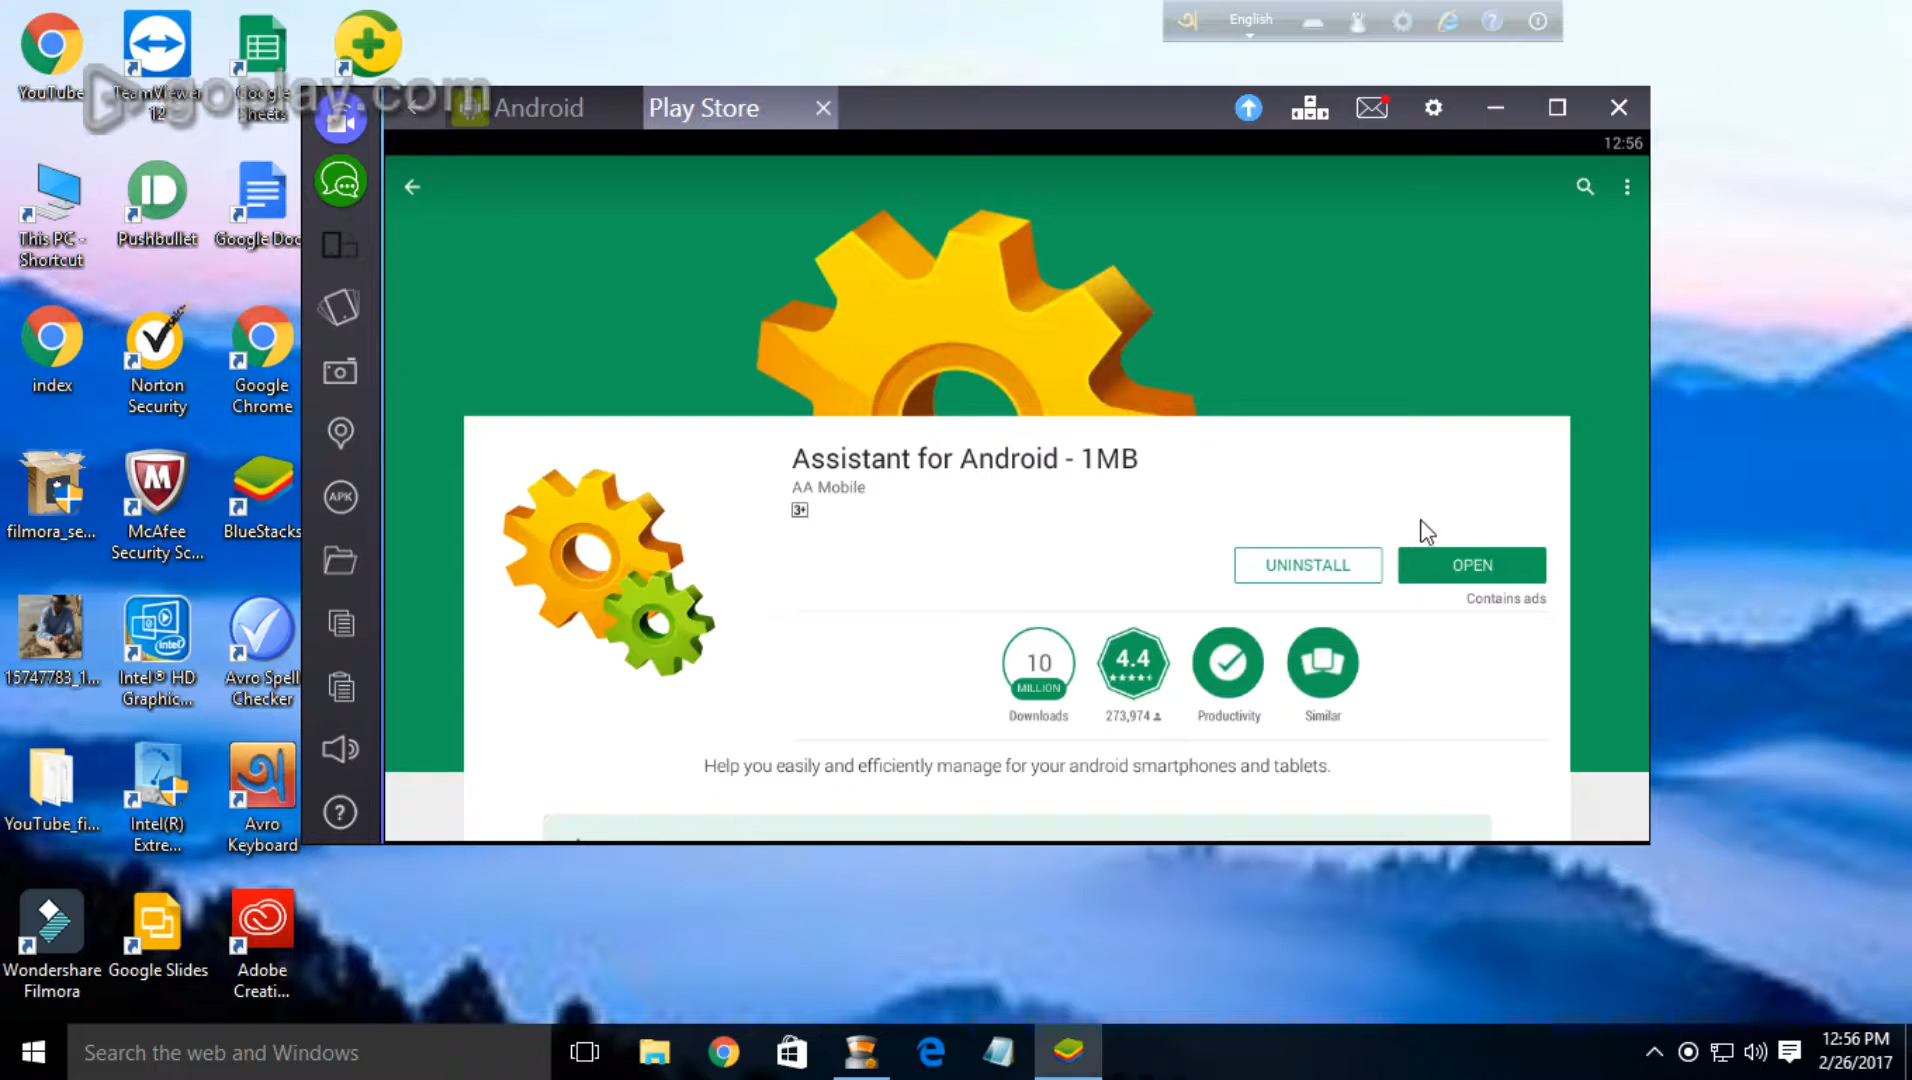 English
YouTube
TeamViewer
12
Google
Sheets
goplay.com
Android
Play Store
12:56
This PC -
Shortcut
Pushbullet
Google Doc
index
Norton
Security
Google
Chrome
Assistant for Android - 1MB
AA Mobile
3+
APK
filmora_se...
McAfee
Security Sc...
BlueStacks
UNINSTALL
OPEN
Contains ads
10
MILLION
Downloads
4.4
273,974
Productivity
Similar
15747783_1...
Intel® HD
Graphic...
Avro Spell
Checker
intel
Help you easily and efficiently manage for your android smartphones and tablets.
YouTube_fi...
Intel(R)
Extre...
Avro
Keyboard
Wondershare
Filmora
Google Slides
Adobe
Creati...
Search the web and Windows
12:56 PM
2/26/2017